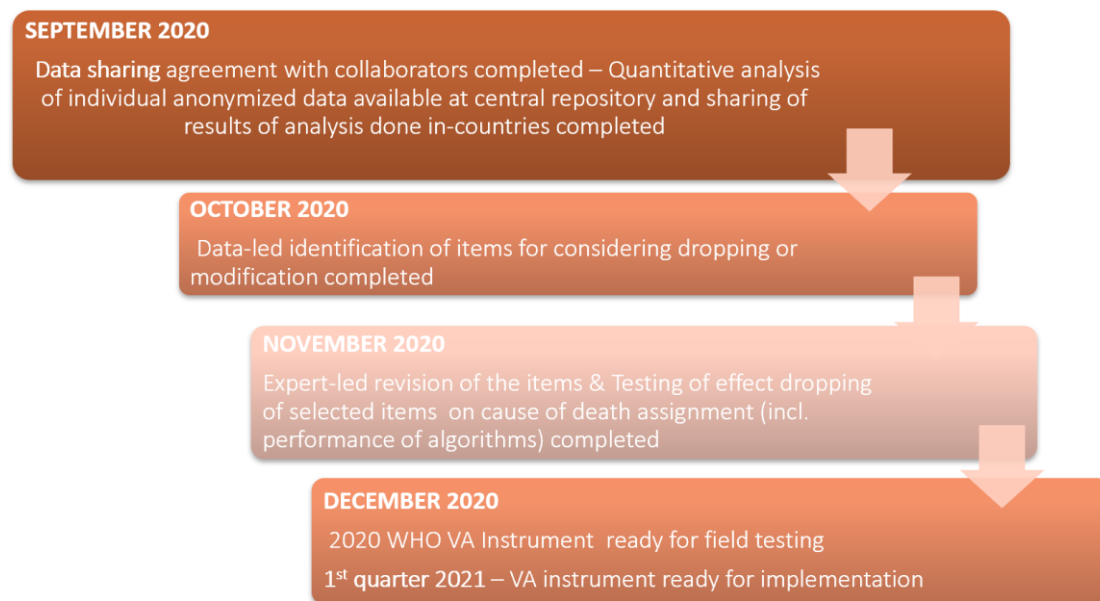 SEPTEMBER 2020
Data sharing agreement with collaborators completed – Quantitative analysis
of individual anonymized data available at central repository and sharing of
results of analysis done in-countries completed
OCTOBER 2020
Data-led identification of items for considering dropping or
modification completed
NOVEMBER 2020
Expert-led revision of the items & Testing of effect dropping
of selected items on cause of death assignment (incl.
performance of algorithms) completed
DECEMBER 2020
2020 WHO VA Instrument ready for field testing
1st quarter 2021 – VA instrument ready for implementation